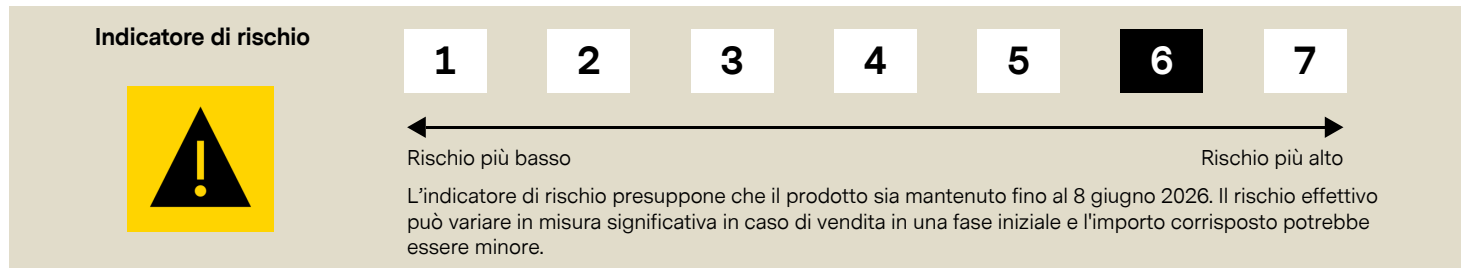 Indicatore di rischio
1 2 3 4 5 6 7
Rischio più basso Rischio più alto
L'indicatore di rischio presuppone che il prodotto sia mantenuto fino al 8 giugno 2026. Il rischio effettivo
può variare in misura significativa in caso di vendita in una fase iniziale e l'importo corrisposto potrebbe
essere minore.